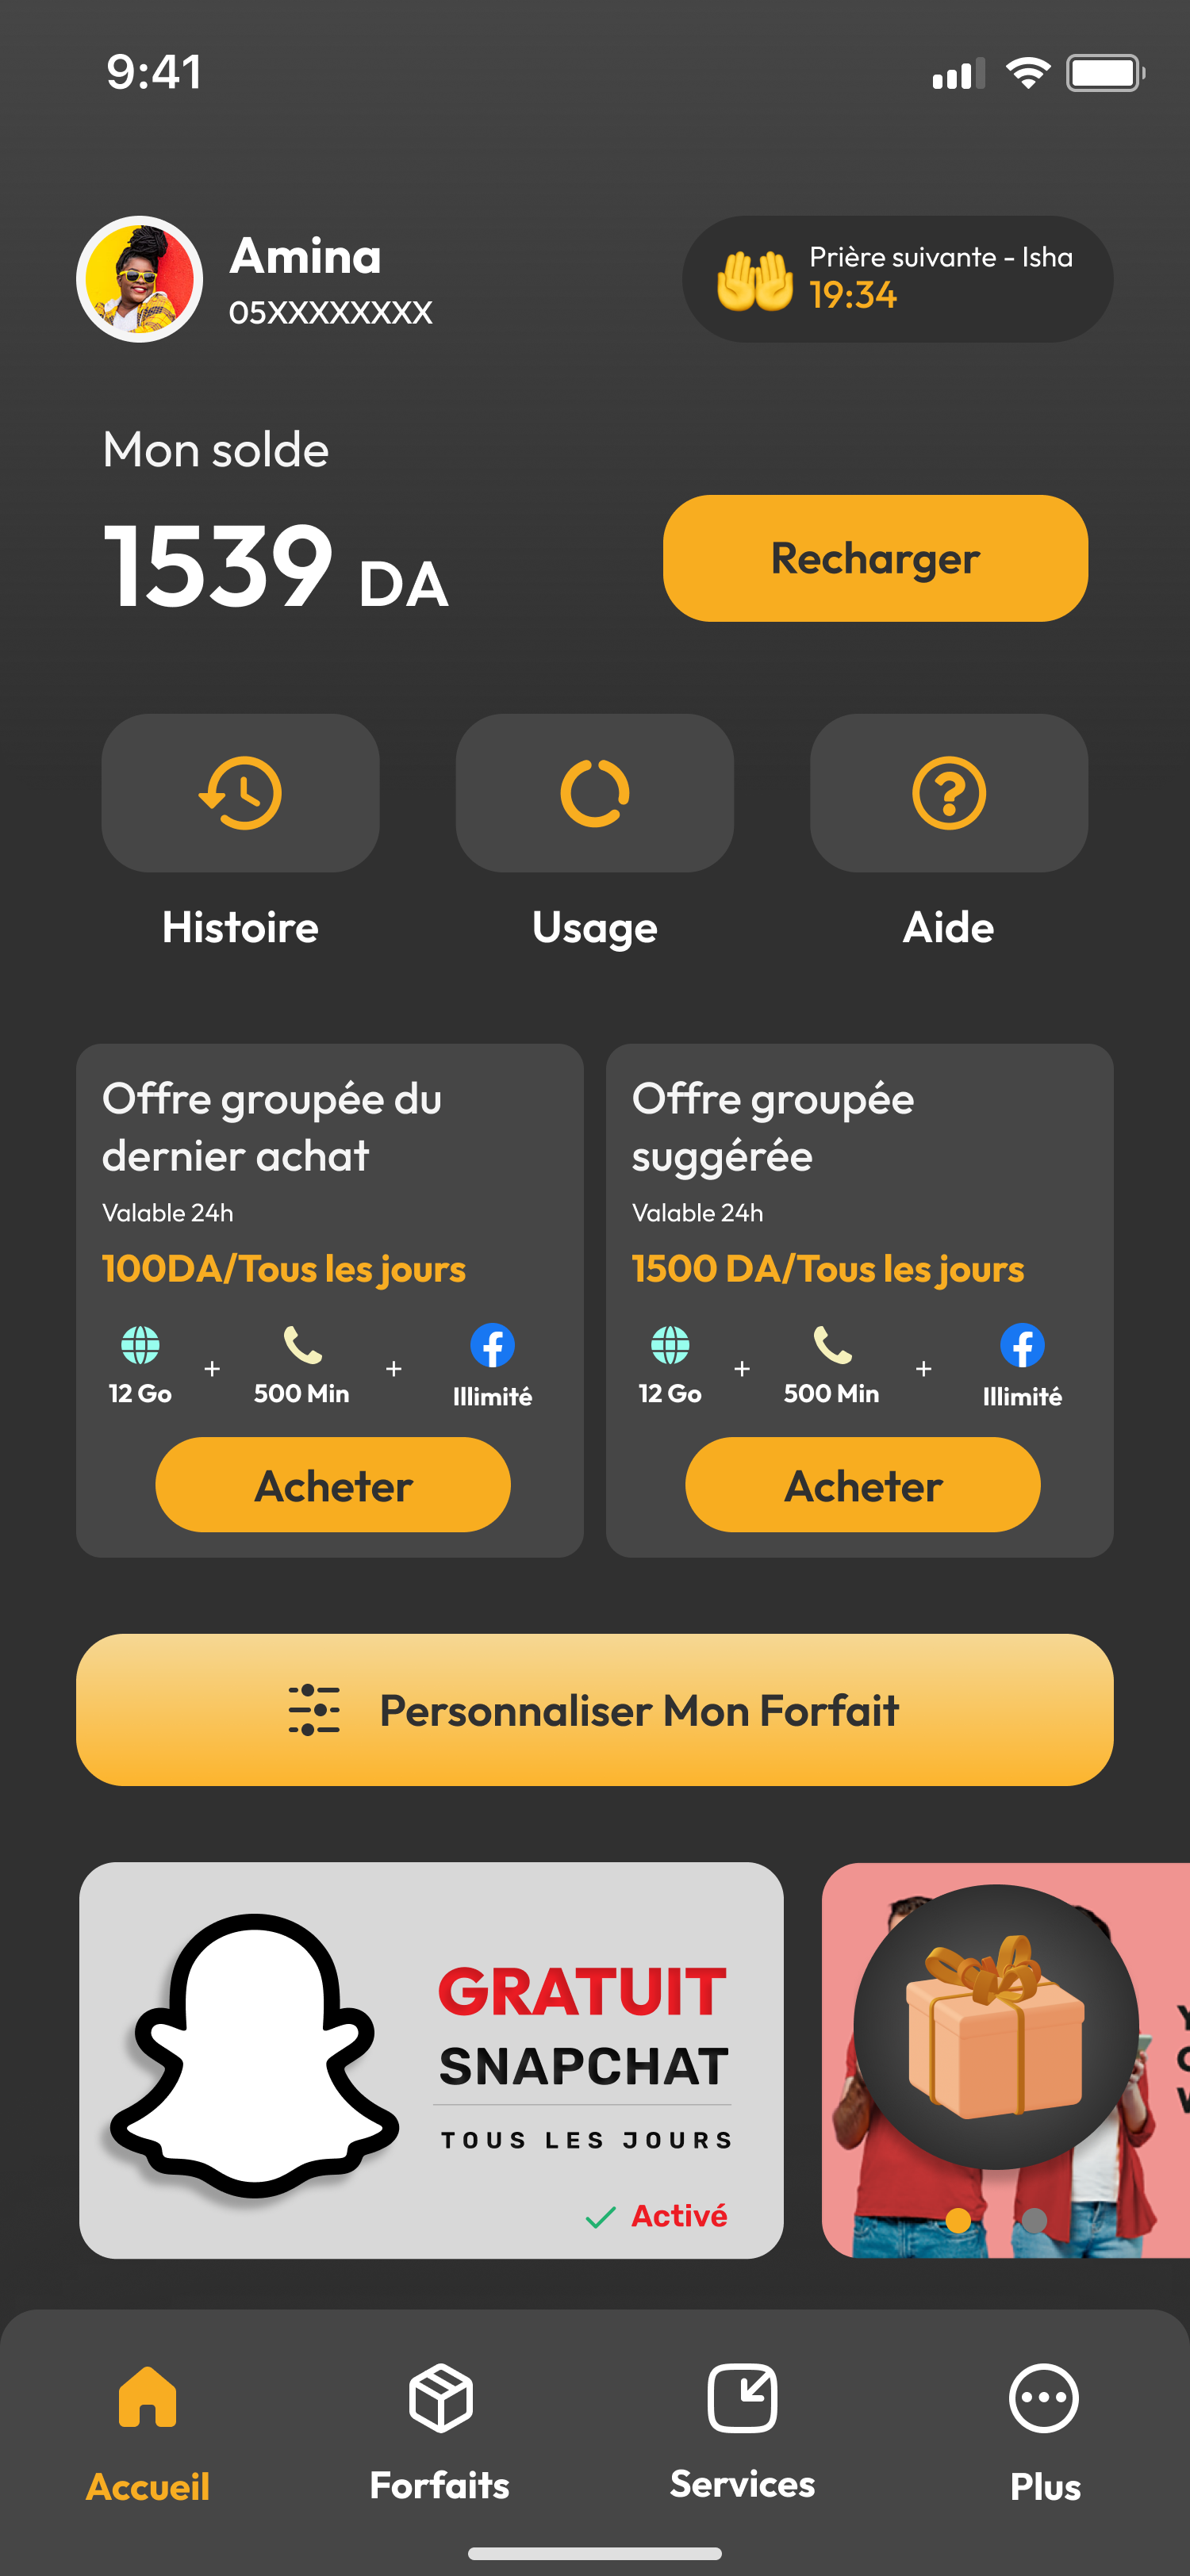 9:41
Amina
05XXXXXXXX
Prière suivante - Isha
19:34
Mon solde
1539 DA
Recharger
Histoire
Usage
Aide
Offre groupée du
dernier achat
Valable 24h
100DA/Tous les jours
12 Go + 500 Min + Illimité
Acheter
Offre groupée
suggérée
Valable 24h
1500 DA/Tous les jours
12 Go + 500 Min + Illimité
Acheter
Personnaliser Mon Forfait
GRATUIT
SNAPCHAT
TOUS LES JOURS
Activé
Accueil
Forfaits
Services
Plus